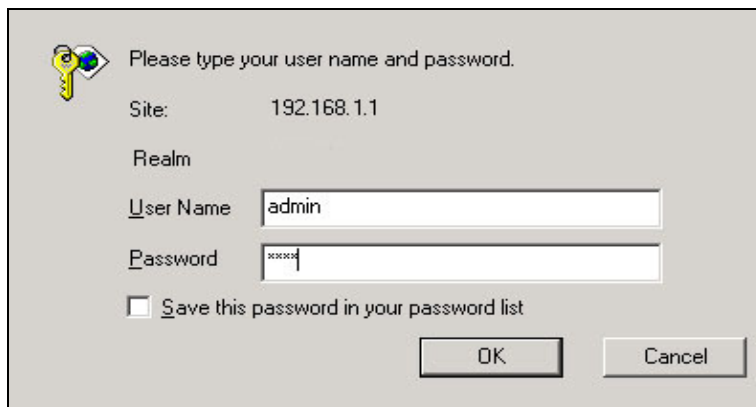 Please type your user name and password.
Site: 192.168.1.1
Realm
User Name admin
Password ****
Save this password in your password list
OK Cancel